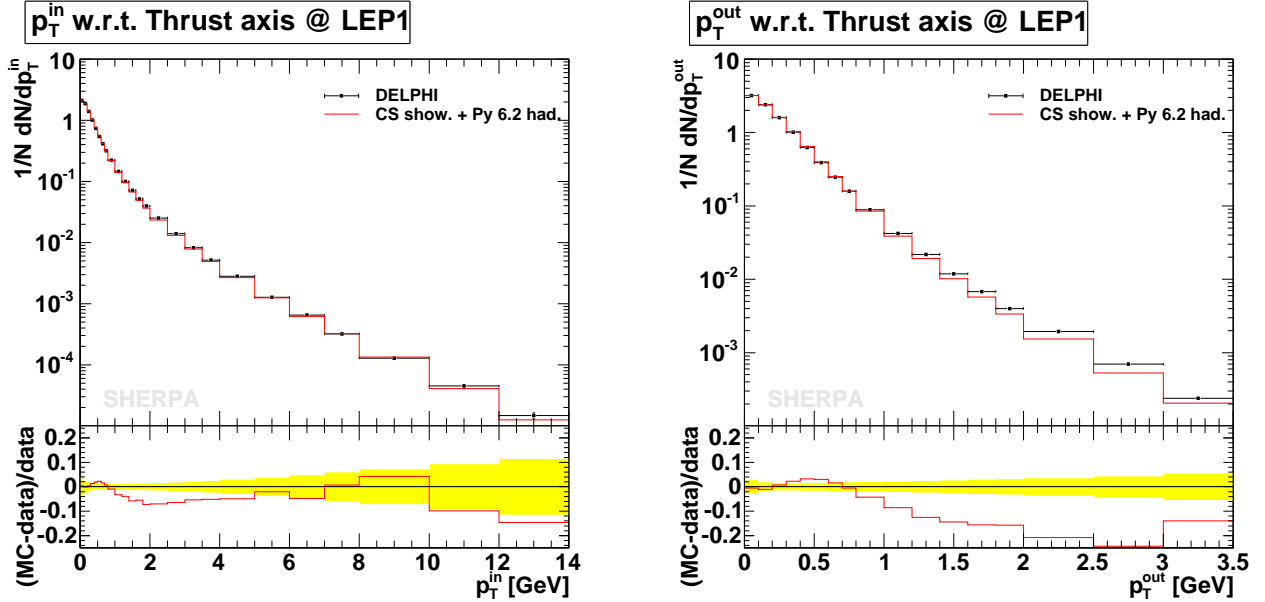 p_T^in w.r.t. Thrust axis @ LEP1
1/N dN/dp_T^in
10
1
10^-1
10^-2
10^-3
10^-4
DELPHI
CS show. + Py 6.2 had.
SHERPA
(MC-data)/data
0.2
0.1
0
-0.1
-0.2
0 2 4 6 8 10 12 14
p_T^in [GeV]
p_T^out w.r.t. Thrust axis @ LEP1
1/N dN/dp_T^out
10
1
10^-1
10^-2
10^-3
DELPHI
CS show. + Py 6.2 had.
SHERPA
(MC-data)/data
0.2
0.1
0
-0.1
-0.2
0 0.5 1 1.5 2 2.5 3 3.5
p_T^out [GeV]